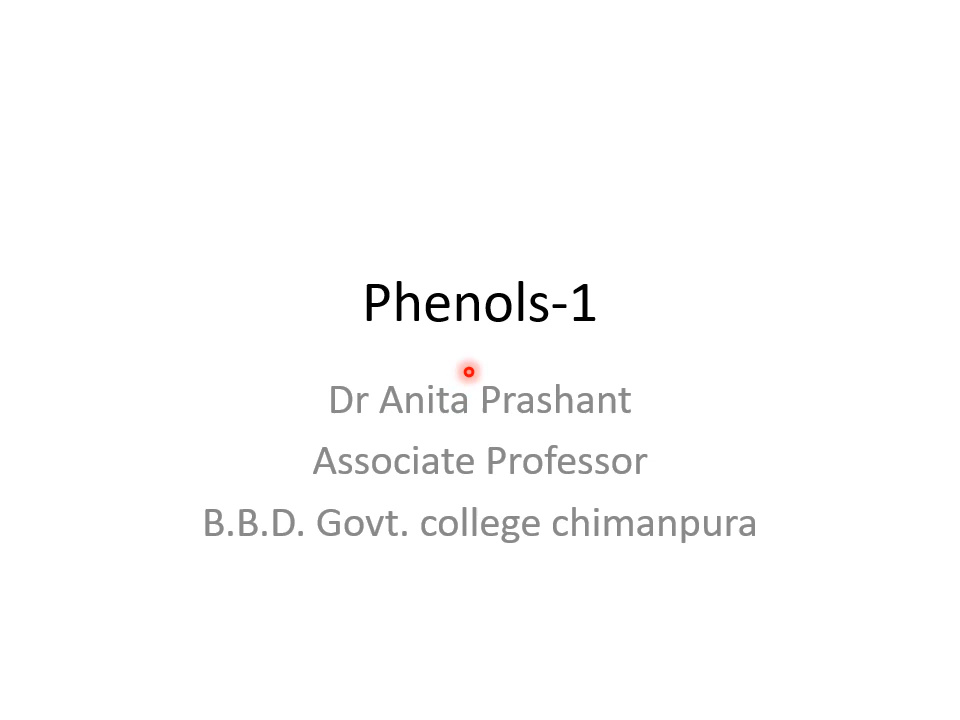 Phenols-1
Dr Anita Prashant
Associate Professor
B.B.D. Govt. college chimanpura